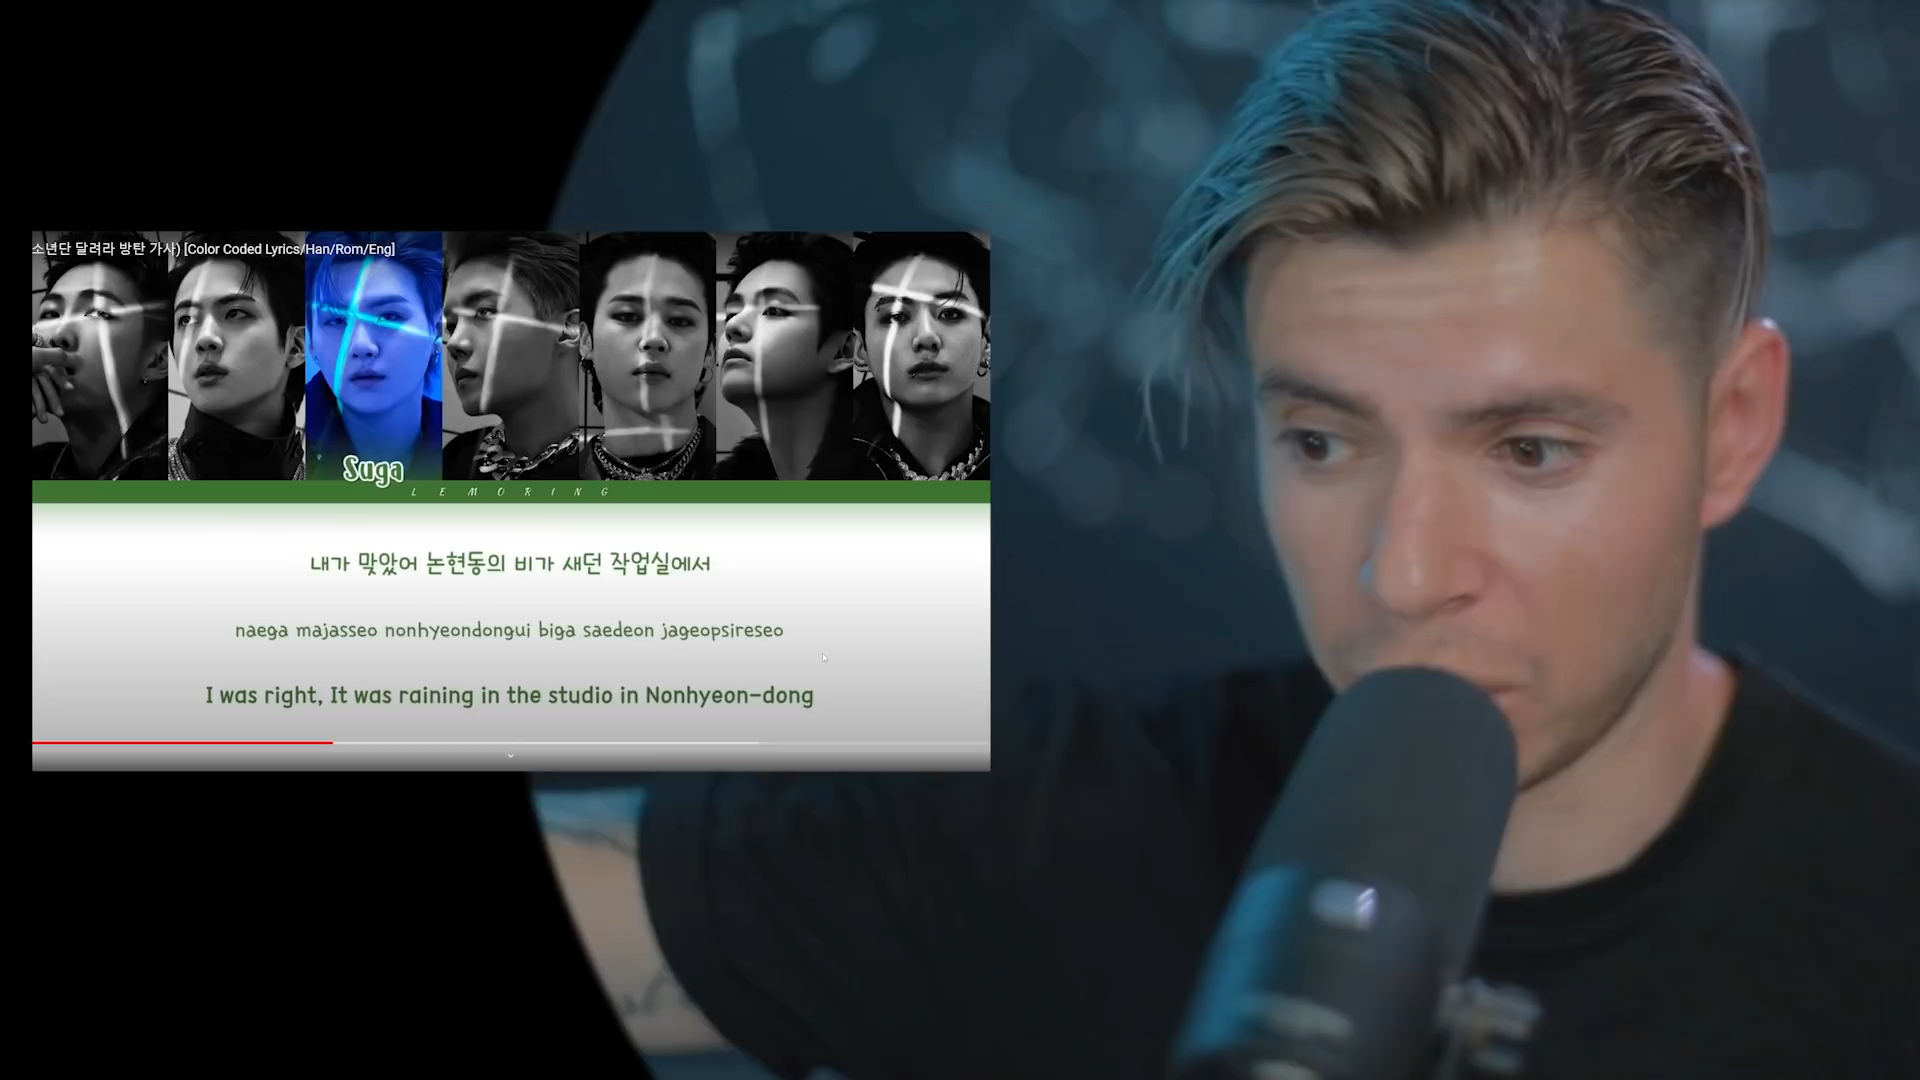 소년단 달려라 방탄 가사) [Color Coded Lyrics/Han/Rom/Eng]
Suga
LEMORING
내가 맞았어 논현동의 비가 새던 작업실에서
naega majasseo nonhyeondongui biga saedeon jageopsireseo
I was right, It was raining in the studio in Nonhyeon-dong